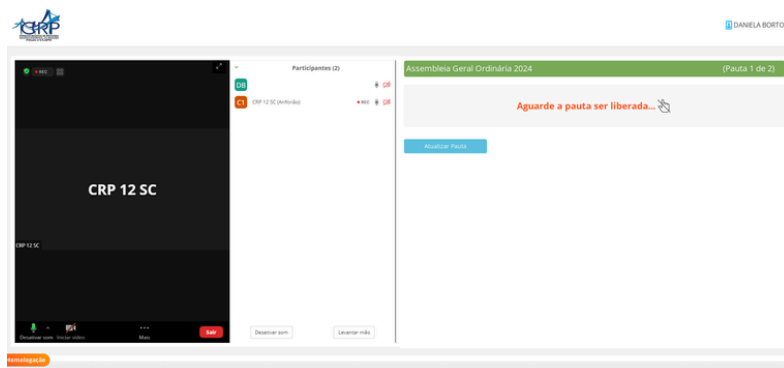 CRP
DANIELA BORTO
REC
Participantes (2)
DB
C1 CRP 12 SC (Anfitrião) REC
CRP 12 SC
CRP 12 SC
Desativar som Iniciar vídeo Mais Sair
Desativar som Levantar mão
Assembleia Geral Ordinária 2024 (Pauta 1 de 2)
Aguarde a pauta ser liberada...
Atualizar Pauta
Homologação